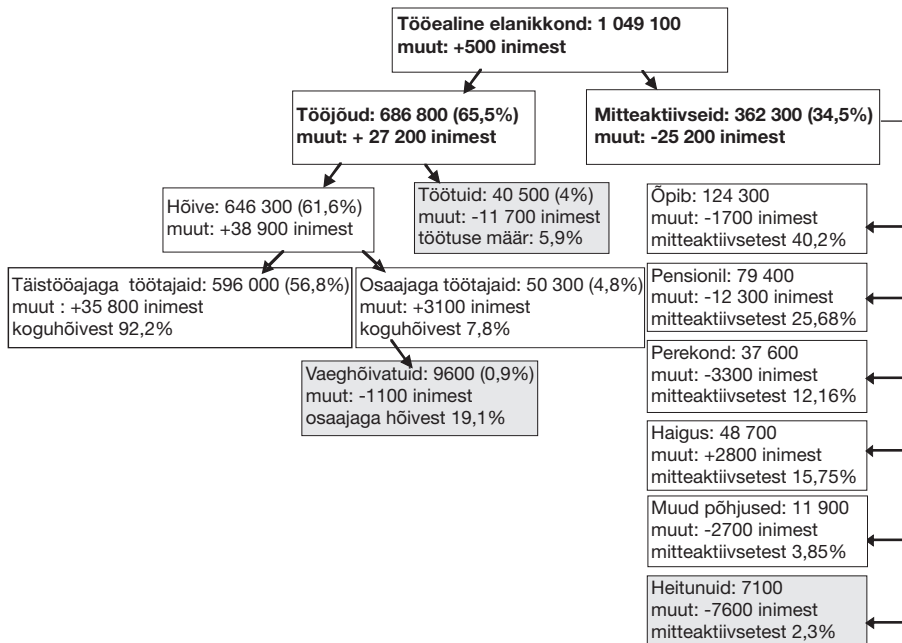 Tööealine elanikkond: 1 049 100
muut: +500 inimest
Tööjõud: 686 800 (65,5%)
muut: + 27 200 inimest
Mitteaktiivseid: 362 300 (34,5%)
muut: -25 200 inimest
Hõive: 646 300 (61,6%)
muut: +38 900 inimest
Töötuid: 40 500 (4%)
muut: -11 700 inimest
töötuse määr: 5,9%
Täistööajaga töötajaid: 596 000 (56,8%)
muut : +35 800 inimest
koguhõivest 92,2%
Osaajaga töötajaid: 50 300 (4,8%)
muut: +3100 inimest
koguhõivest 7,8%
Vaeghõivatuid: 9600 (0,9%)
muut: -1100 inimest
osaajaga hõivest 19,1%
Õpib: 124 300
muut: -1700 inimest
mitteaktiivsetest 40,2%
Pensionil: 79 400
muut: -12 300 inimest
mitteaktiivsetest 25,68%
Perekond: 37 600
muut: -3300 inimest
mitteaktiivsetest 12,16%
Haigus: 48 700
muut: +2800 inimest
mitteaktiivsetest 15,75%
Muud põhjused: 11 900
muut: -2700 inimest
mitteaktiivsetest 3,85%
Heitunuid: 7100
muut: -7600 inimest
mitteaktiivsetest 2,3%